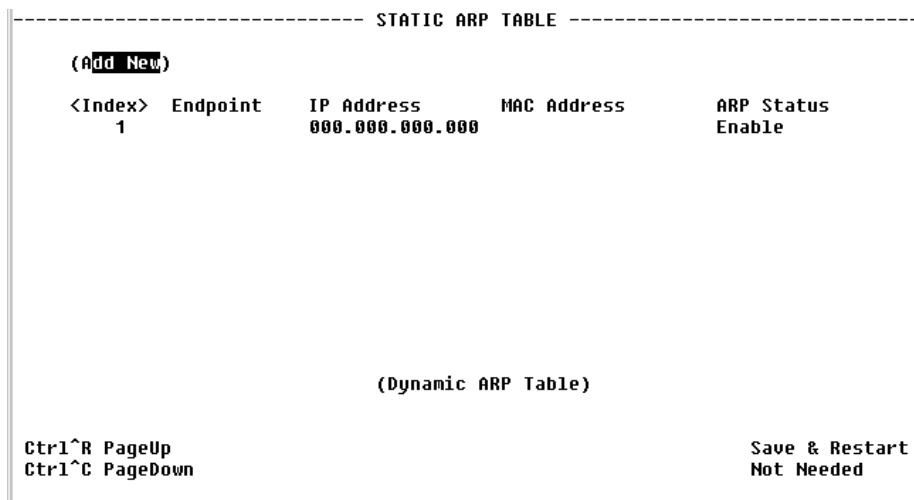 -------------------------------- STATIC ARP TABLE --------------------------------
(Add New)
<Index> Endpoint IP Address MAC Address ARP Status
1 000.000.000.000 Enable
(Dynamic ARP Table)
Ctrl^R PageUp Save & Restart
Ctrl^C PageDown Not Needed